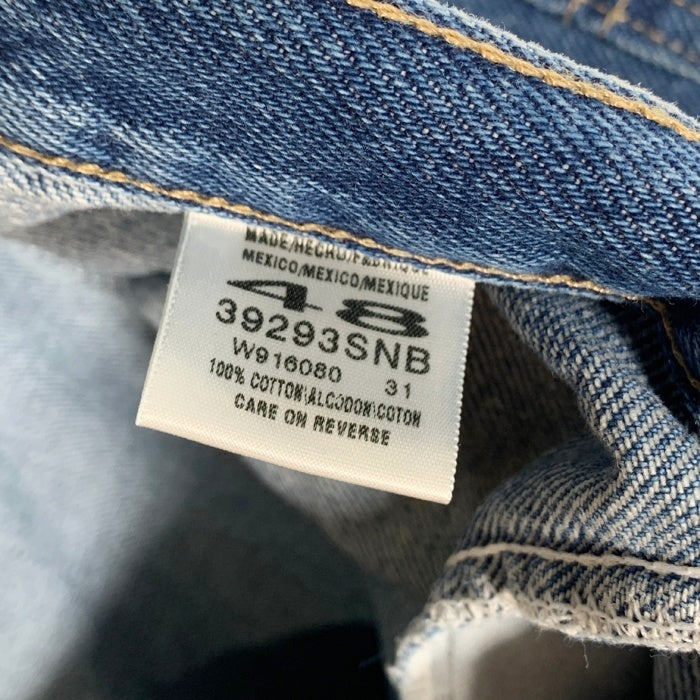 MADE/HECHO/FABRIQUE
MEXICO/MEXICO/MEXIQUE
48
39293SNB
W916080 31
100% COTTON\ALGODON\COTON
CARE ON REVERSE